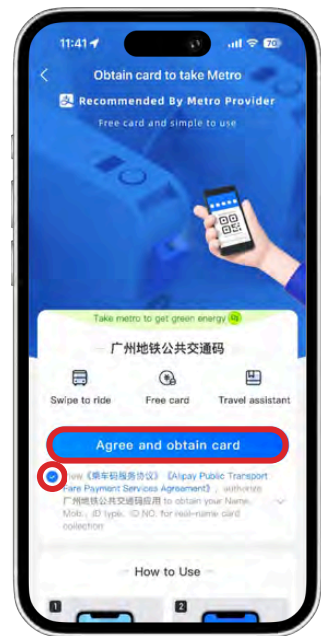 11:41
70
Obtain card to take Metro
支 Recommended By Metro Provider
Free card and simple to use
Take metro to get green energy
广州地铁公共交通码
Swipe to ride
Free card
Travel assistant
Agree and obtain card
View 《乘车码服务协议》 《Alipay Public Transport
Fare Payment Services Agreement》, authorize
广州地铁公共交通码应用 to obtain your Name,
Mob., ID type, ID NO. for real-name card
collection
How to Use
1
2